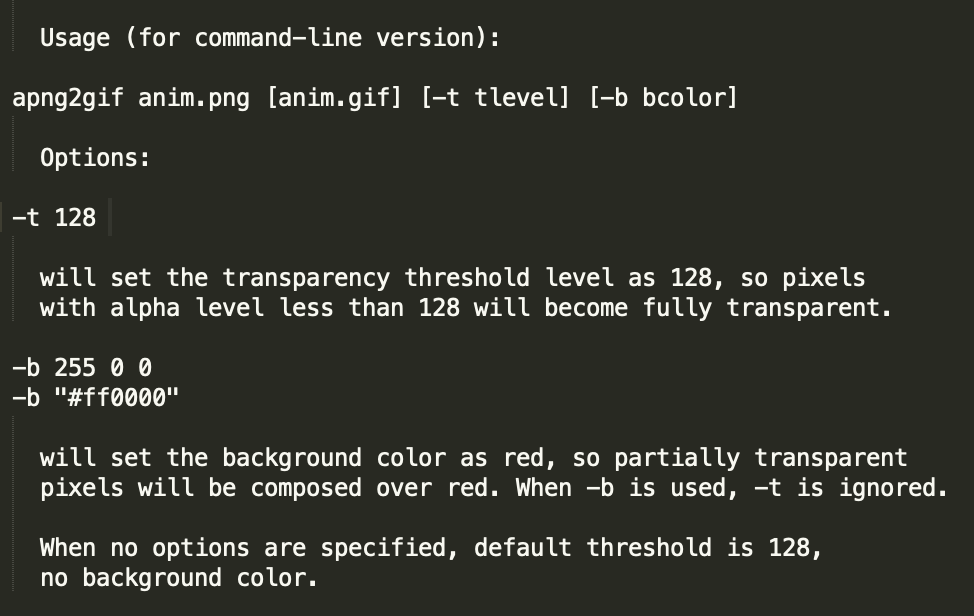 Usage (for command-line version):
apng2gif anim.png [anim.gif] [-t tlevel] [-b bcolor]
Options:
-t 128
will set the transparency threshold level as 128, so pixels
with alpha level less than 128 will become fully transparent.
-b 255 0 0
-b "#ff0000"
will set the background color as red, so partially transparent
pixels will be composed over red. When -b is used, -t is ignored.
When no options are specified, default threshold is 128,
no background color.